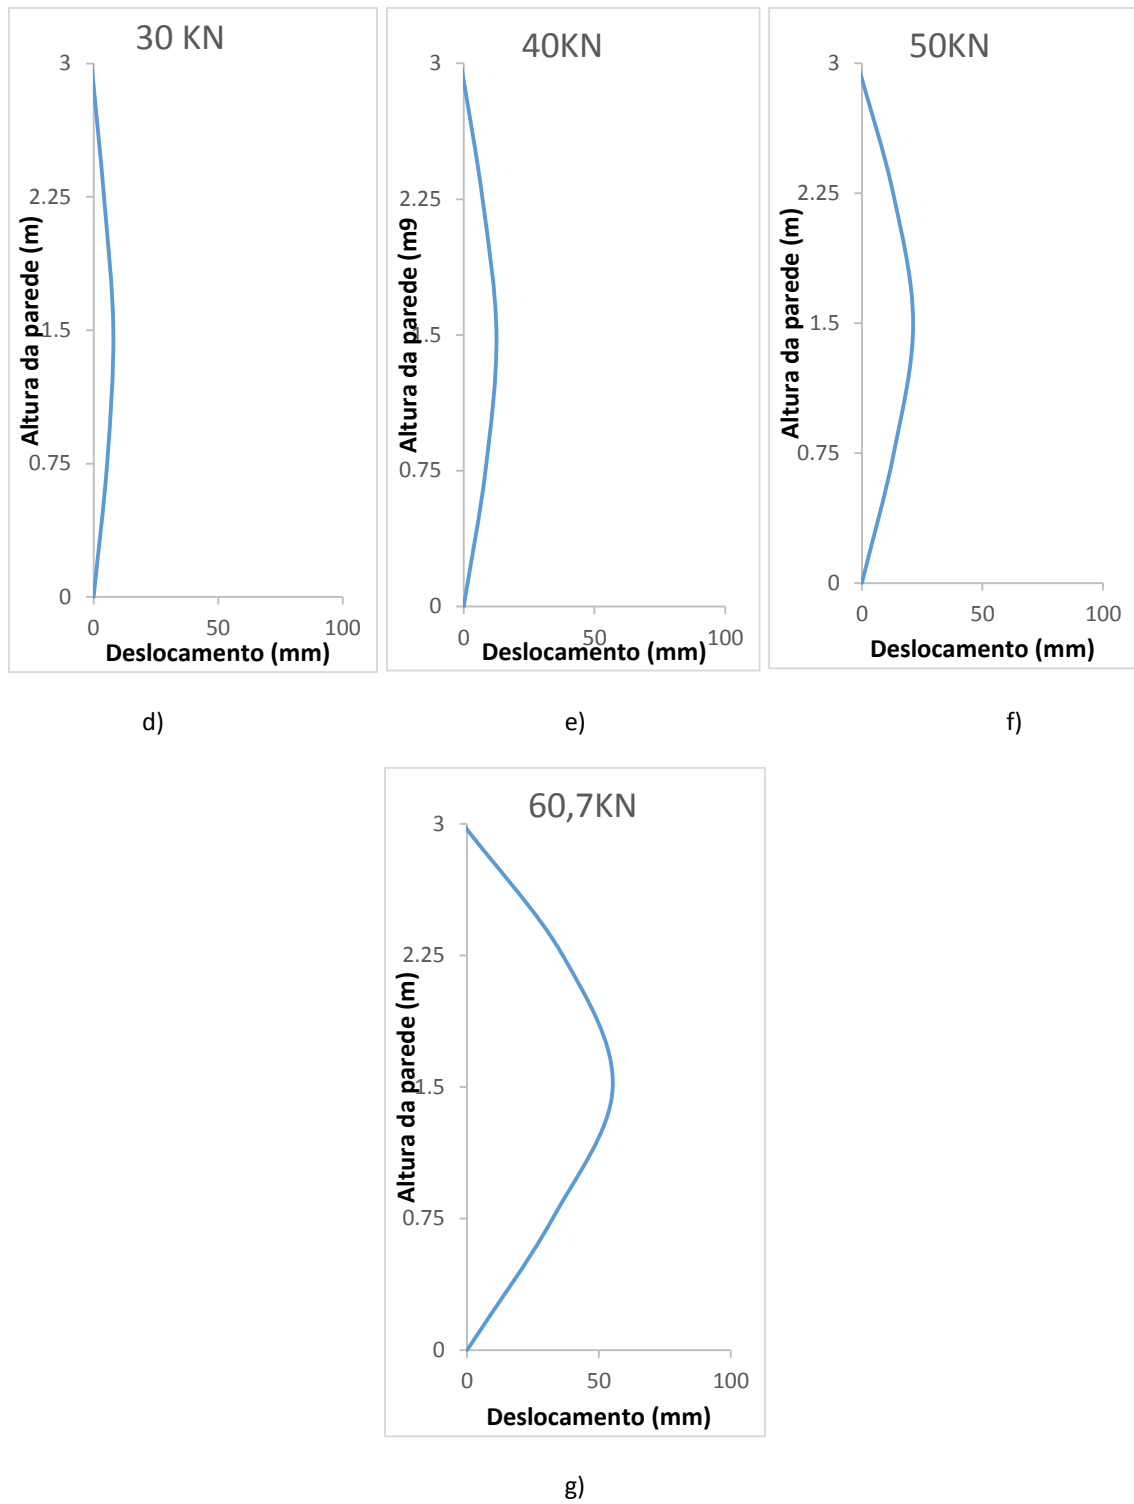 30 KN
3
2.25
1.5
0.75
0
0
50
100
Altura da parede (m)
Deslocamento (mm)
d)
40KN
3
2.25
1.5
0.75
0
0
50
100
Altura da parede (m9
Deslocamento (mm)
e)
50KN
3
2.25
1.5
0.75
0
0
50
100
Altura da parede (m)
Deslocamento (mm)
f)
60,7KN
3
2.25
1.5
0.75
0
0
50
100
Altura da parede (m)
Deslocamento (mm)
g)